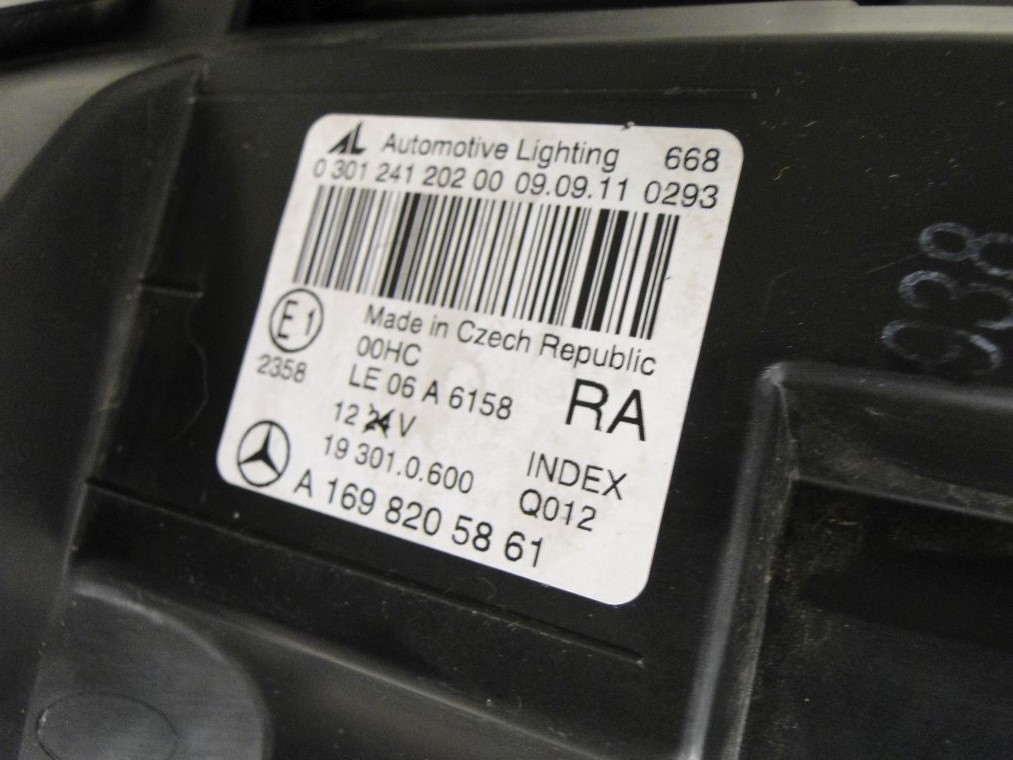 AL Automotive Lighting 668
0 301 241 202 00 09.09.11 0293
Made in Czech Republic
E1
00HC
2358
LE 06 A 6158
RA
12 24 V
19 301.0.600
INDEX
Q012
A 169 820 58 61
938